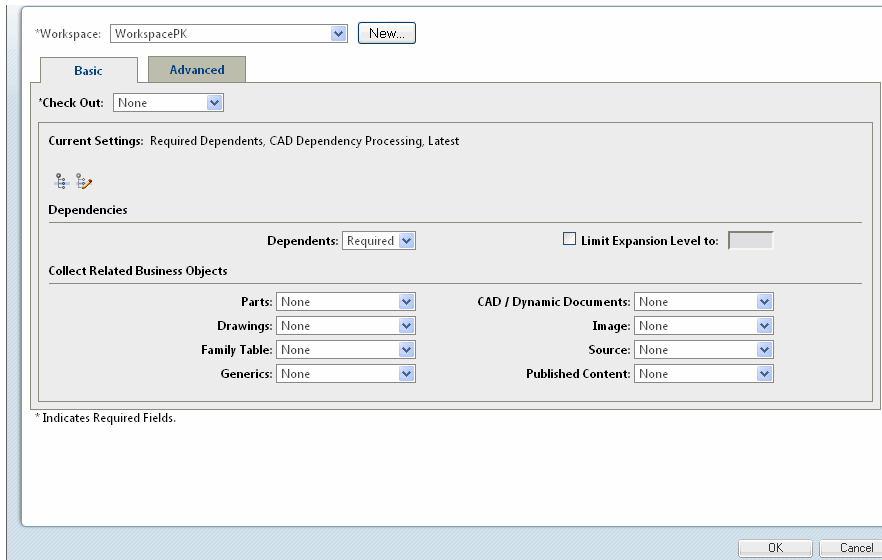 *Workspace: WorkspacePK New...
Basic Advanced
*Check Out: None
Current Settings: Required Dependents, CAD Dependency Processing, Latest
Dependencies
Dependents: Required Limit Expansion Level to:
Collect Related Business Objects
Parts: None CAD / Dynamic Documents: None
Drawings: None Image: None
Family Table: None Source: None
Generics: None Published Content: None
* Indicates Required Fields.
OK Cancel